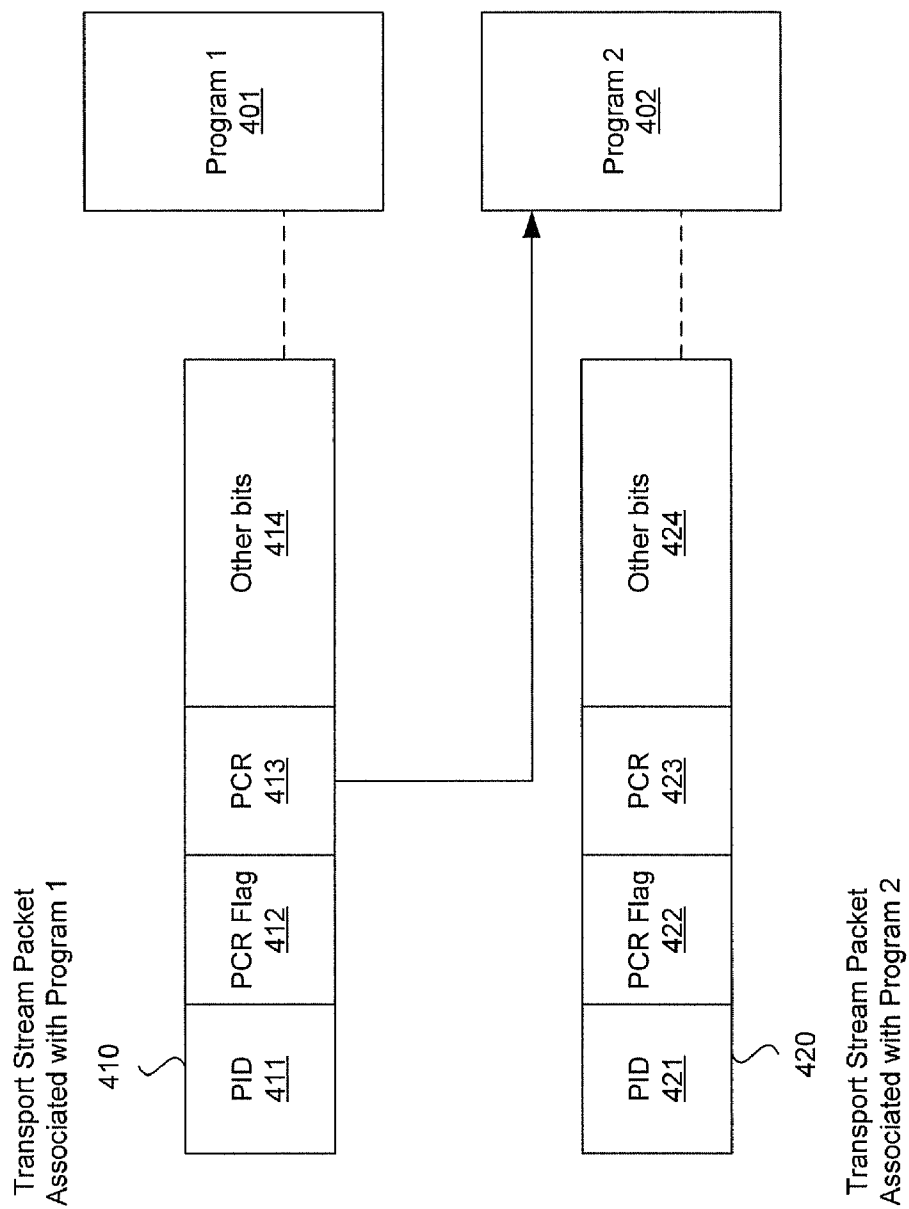 Transport Stream Packet
Associated with Program 1
410
PID
411
PCR Flag
412
PCR
413
Other bits
414
Program 1
401
PID
421
PCR Flag
422
PCR
423
Other bits
424
Program 2
402
420
Transport Stream Packet
Associated with Program 2